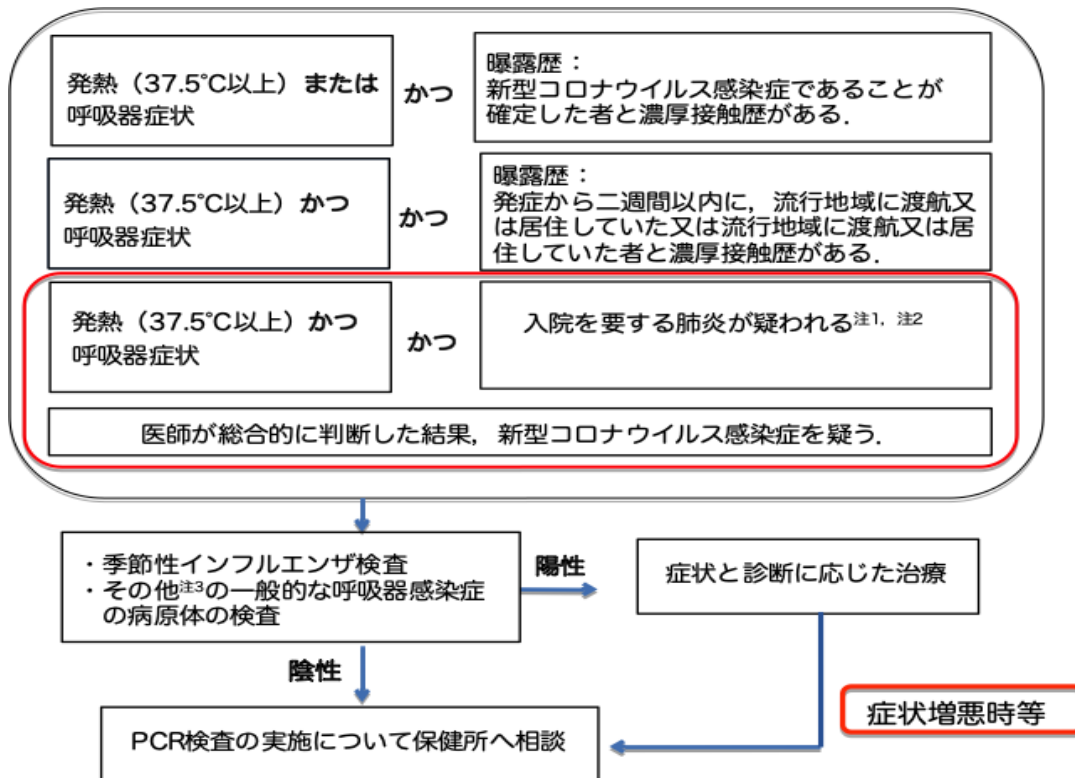 発熱（37.5℃以上）または
呼吸器症状
かつ
曝露歴：
新型コロナウイルス感染症であることが
確定した者と濃厚接触歴がある．
発熱（37.5℃以上）かつ
呼吸器症状
かつ
曝露歴：
発症から二週間以内に，流行地域に渡航又
は居住していた又は流行地域に渡航又は居
住していた者と濃厚接触歴がある．
発熱（37.5℃以上）かつ
呼吸器症状
かつ
入院を要する肺炎が疑われる注1，注2
医師が総合的に判断した結果，新型コロナウイルス感染症を疑う．
・季節性インフルエンザ検査
・その他注3の一般的な呼吸器感染症
の病原体の検査
陽性
症状と診断に応じた治療
陰性
症状増悪時等
PCR検査の実施について保健所へ相談